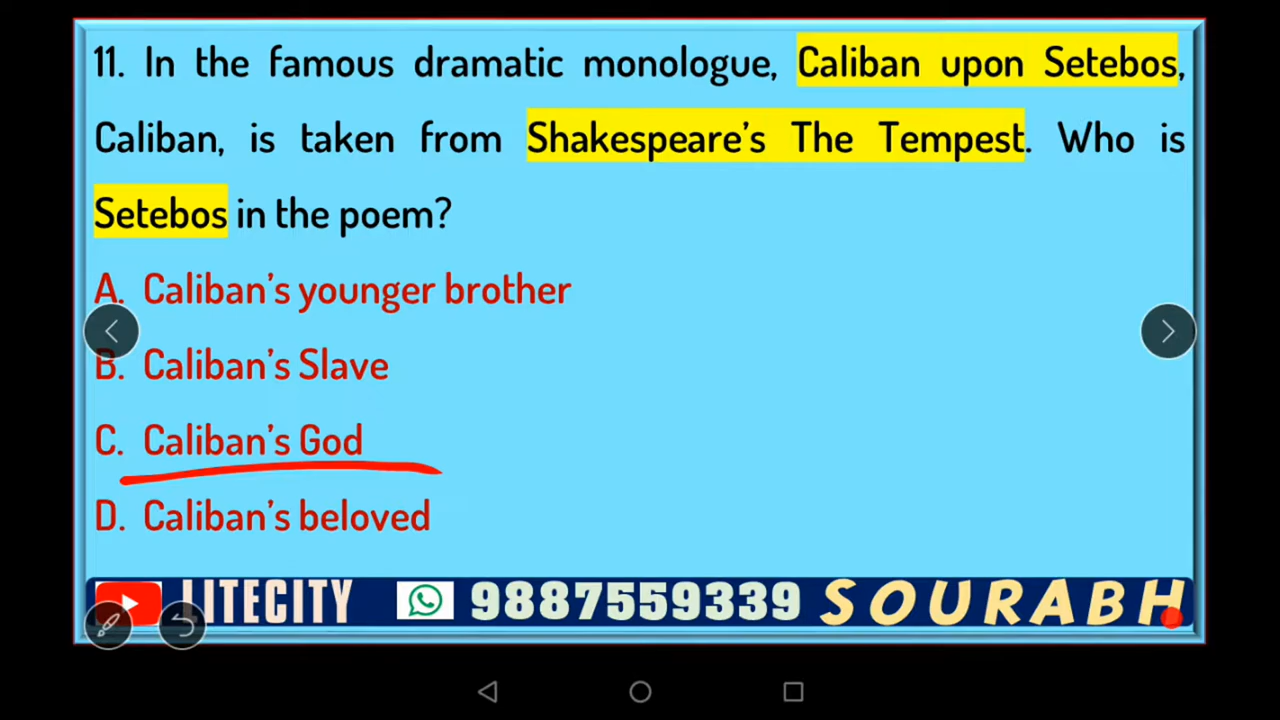 11. In the famous dramatic monologue, Caliban upon Setebos,
Caliban, is taken from Shakespeare's The Tempest. Who is
Setebos in the poem?
A. Caliban's younger brother
B. Caliban's Slave
C. Caliban's God
D. Caliban's beloved
LITECITY 9887559339 SOURABH